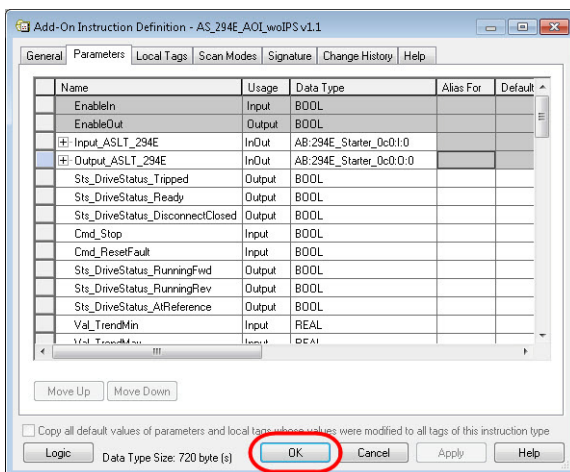 Add-On Instruction Definition - AS_294E_AOI_woIPS v1.1
General Parameters Local Tags Scan Modes Signature Change History Help
Name Usage Data Type Alias For Default
EnableIn Input BOOL
EnableOut Output BOOL
Input_ASLT_294E InOut AB:294E_Starter_0c0:I:0
Output_ASLT_294E InOut AB:294E_Starter_0c0:O:0
Sts_DriveStatus_Tripped Output BOOL
Sts_DriveStatus_Ready Output BOOL
Sts_DriveStatus_DisconnectClosed Output BOOL
Cmd_Stop Input BOOL
Cmd_ResetFault Input BOOL
Sts_DriveStatus_RunningFwd Output BOOL
Sts_DriveStatus_RunningRev Output BOOL
Sts_DriveStatus_AtReference Output BOOL
Val_TrendMin Input REAL
Val_TrendMax Input REAL
Move Up Move Down
Copy all default values of parameters and local tags whose values were modified to all tags of this instruction type
Logic Data Type Size: 720 byte (s) OK Cancel Apply Help